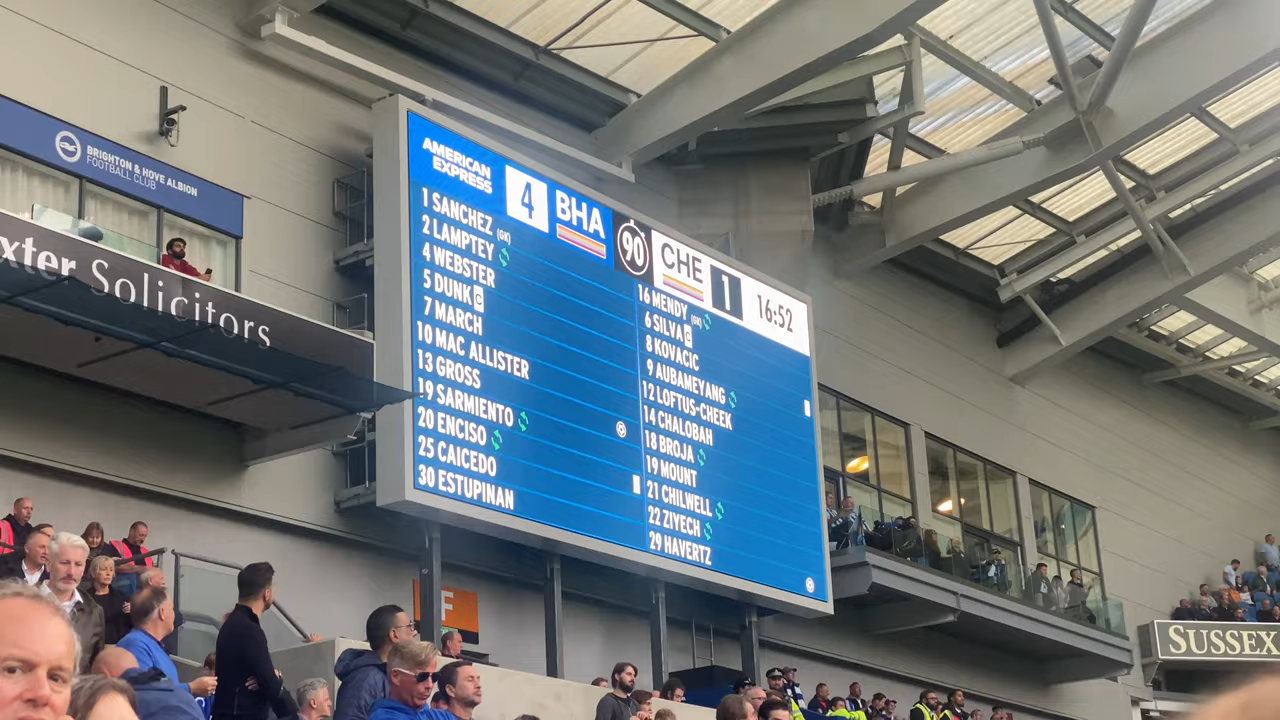 BRIGHTON & HOVE ALBION
FOOTBALL CLUB
xter Solicitors
AMERICAN
EXPRESS
4 BHA
90
CHE 1 16:52
1 SANCHEZ (GK)
2 LAMPTEY
4 WEBSTER
5 DUNK C
7 MARCH
10 MAC ALLISTER
13 GROSS
19 SARMIENTO
20 ENCISO
25 CAICEDO
30 ESTUPINAN
16 MENDY (GK)
6 SILVA C
8 KOVACIC
9 AUBAMEYANG
12 LOFTUS-CHEEK
14 CHALOBAH
18 BROJA
19 MOUNT
21 CHILWELL
22 ZIYECH
29 HAVERTZ
F
SUSSEX